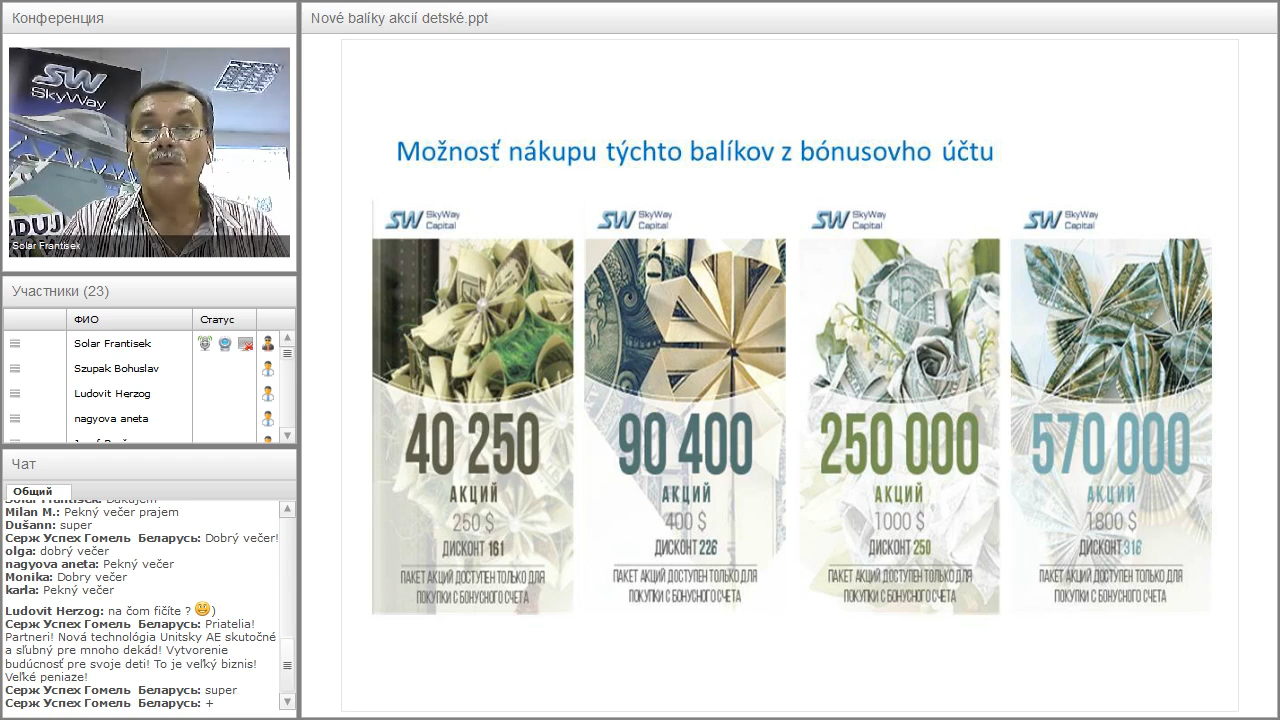 Конференция
SW
SkyWay
DUJ
Solar Frantisek
Участники (23)
ФИО
Статус
Solar Frantisek
Szupak Bohuslav
Ludovit Herzog
nagyova aneta
Чат
Общий
Solar Frantisek: Ďakujem
Milan M.: Pekný večer prajem
Dušann: super
Серж Успех Гомель Беларусь: Dobrý večer!
olga: dobrý večer
nagyova aneta: Pekný večer
Monika: Dobry večer
karla: Pekný večer
Ludovit Herzog: na čom fičíte ? )
Серж Успех Гомель Беларусь: Priatelia!
Partneri! Nová technológia Unitsky AE skutočné
a sľubný pre mnoho dekád! Vytvorenie
budúcnosť pre svoje deti! To je veľký biznis!
Veľké peniaze!
Серж Успех Гомель Беларусь: super
Серж Успех Гомель Беларусь: +
Nové balíky akcií detské.ppt
Možnosť nákupu týchto balíkov z bónusovho účtu
SW SkyWay
Capital
40 250
АКЦИЙ
250 $
ДИСКОНТ 161
ПАКЕТ АКЦИЙ ДОСТУПЕН ТОЛЬКО ДЛЯ
ПОКУПКИ С БОНУСНОГО СЧЕТА
SW SkyWay
Capital
90 400
АКЦИЙ
400 $
ДИСКОНТ 226
ПАКЕТ АКЦИЙ ДОСТУПЕН ТОЛЬКО ДЛЯ
ПОКУПКИ С БОНУСНОГО СЧЕТА
SW SkyWay
Capital
250 000
АКЦИЙ
1000 $
ДИСКОНТ 250
ПАКЕТ АКЦИЙ ДОСТУПЕН ТОЛЬКО ДЛЯ
ПОКУПКИ С БОНУСНОГО СЧЕТА
SW SkyWay
Capital
570 000
АКЦИЙ
1800 $
ДИСКОНТ 316
ПАКЕТ АКЦИЙ ДОСТУПЕН ТОЛЬКО ДЛЯ
ПОКУПКИ С БОНУСНОГО СЧЕТА